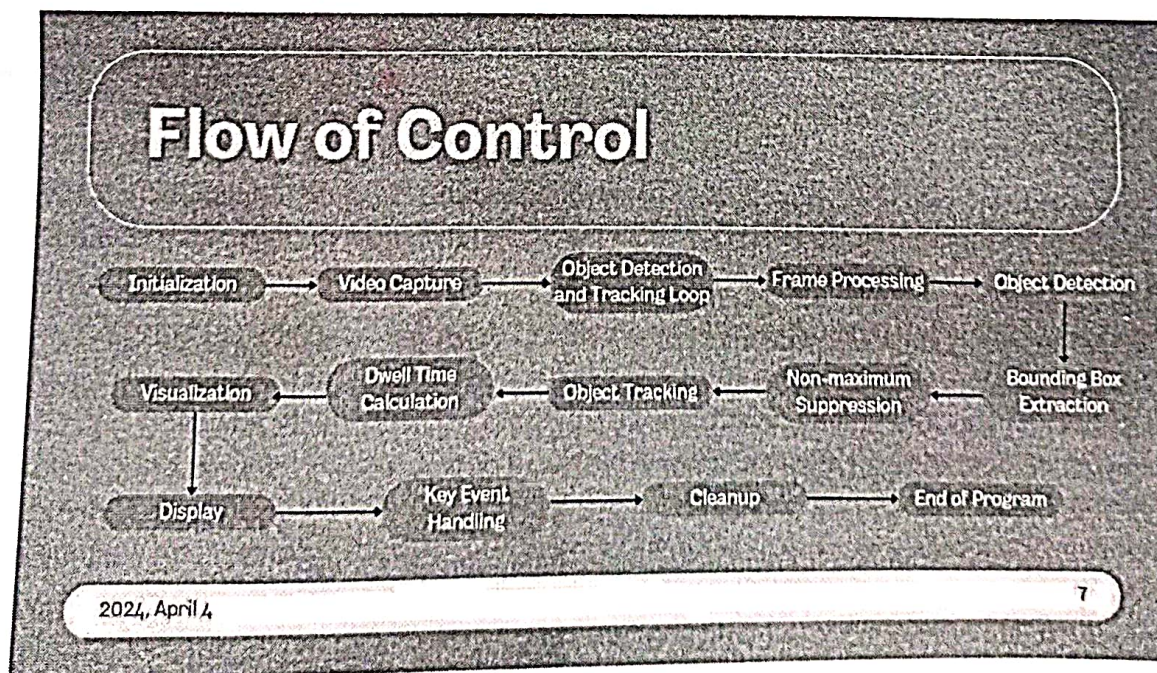 Flow of Control
Initialization
Video Capture
Object Detection
and Tracking Loop
Frame Processing
Object Detection
Bounding Box
Extraction
Non-maximum
Suppression
Object Tracking
Dwell Time
Calculation
Visualization
Display
Key Event
Handling
Cleanup
End of Program
2024, April 4
7